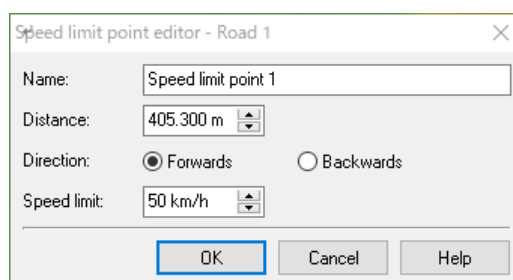 Speed limit point editor - Road 1
Name: Speed limit point 1
Distance: 405.300 m
Direction: Forwards Backwards
Speed limit: 50 km/h
OK Cancel Help